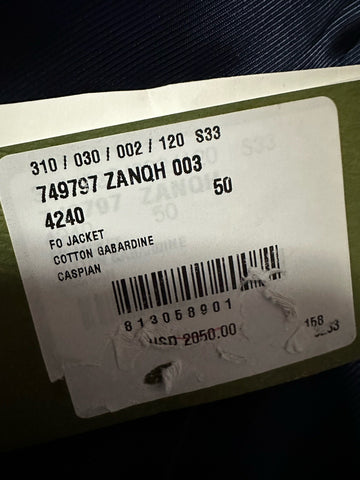 310 / 030 / 002 / 120 S33
749797 ZANQH 003
4240 50
FO JACKET
COTTON GABARDINE
CASPIAN
813058901
USD 2850.00
158